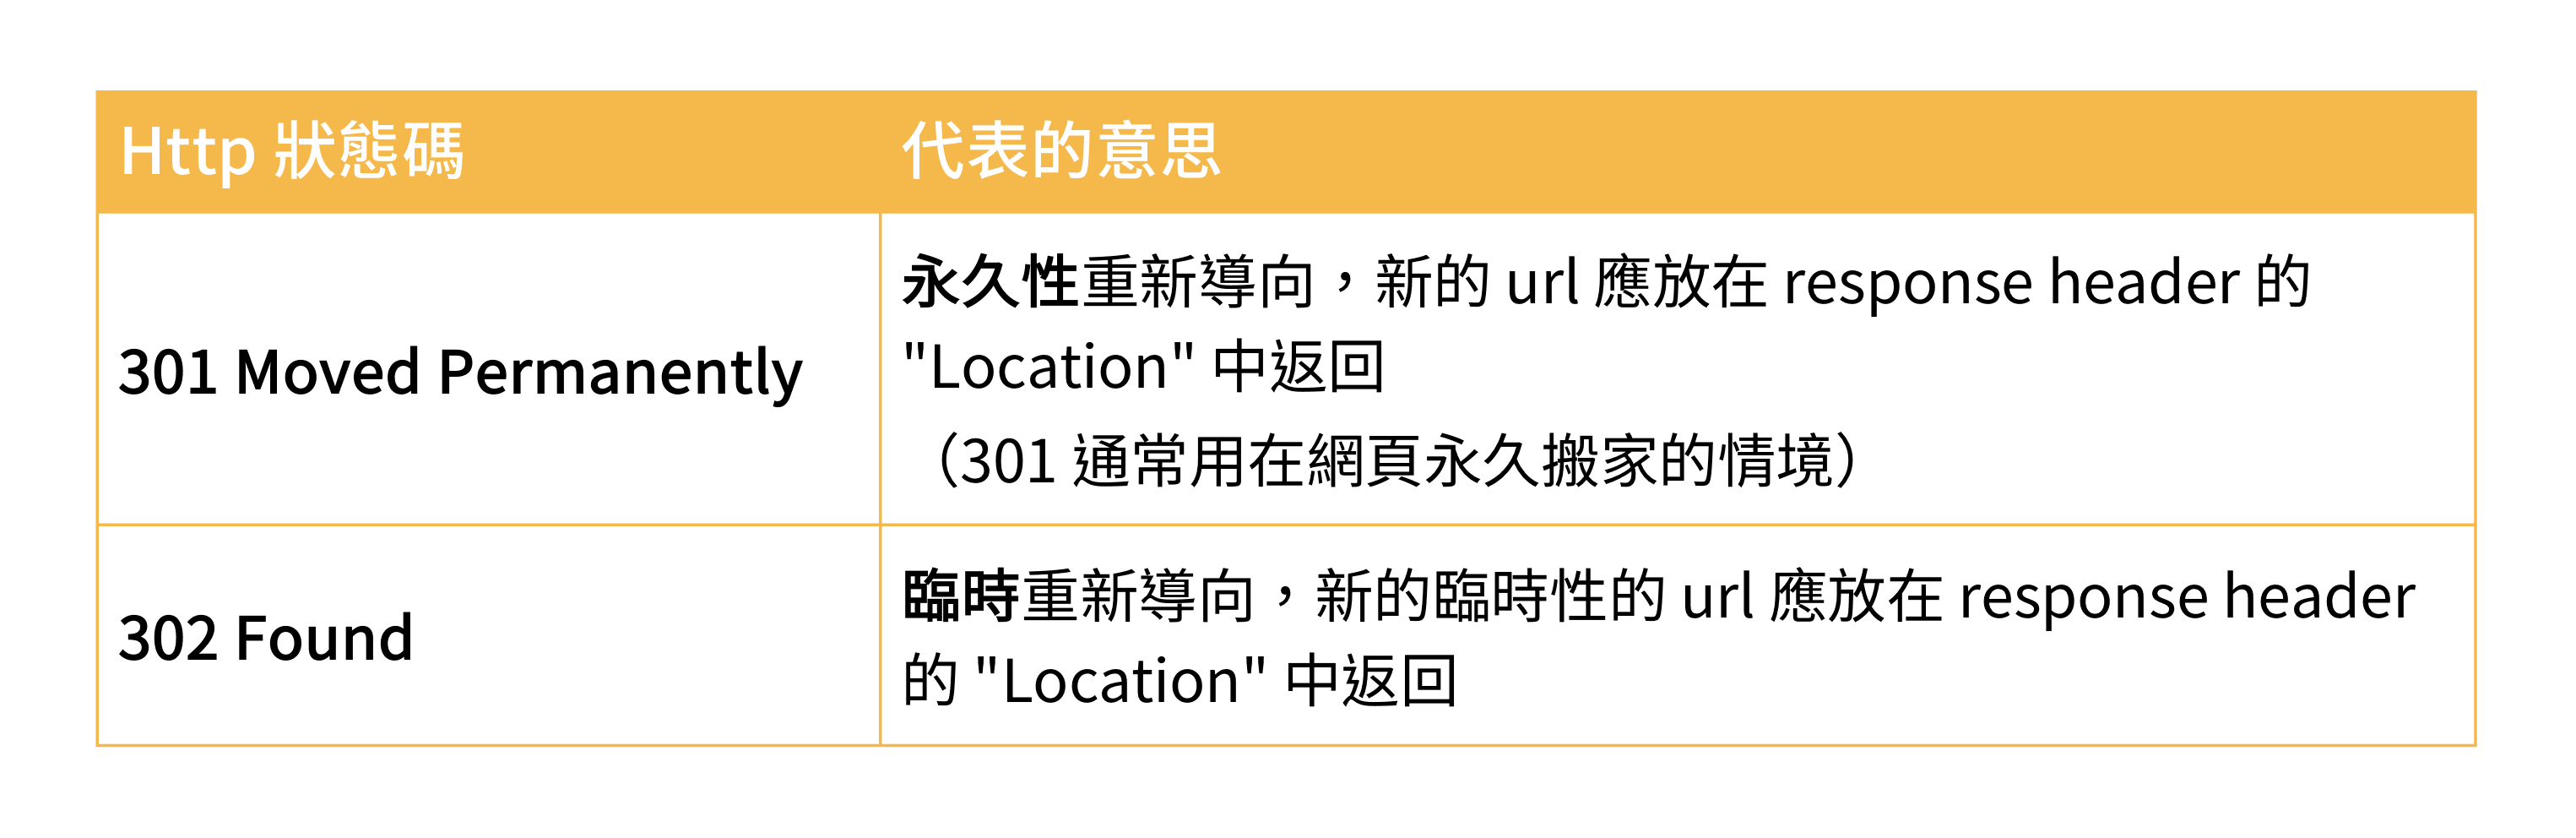 Http 狀態碼
代表的意思
301 Moved Permanently
永久性重新導向，新的 url 應放在 response header 的
"Location" 中返回
（301 通常用在網頁永久搬家的情境）
302 Found
臨時重新導向，新的臨時性的 url 應放在 response header
的 "Location" 中返回